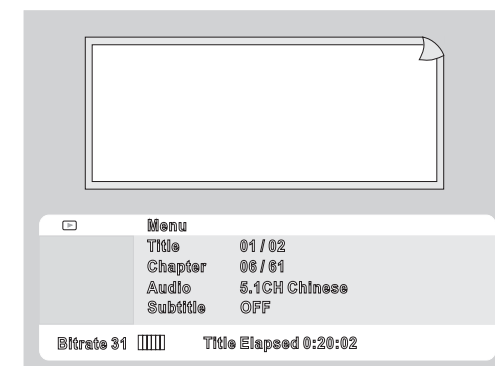 Menu
Title 01 / 02
Chapter 06 / 61
Audio 5.1CH Chinese
Subtitle OFF
Bitrate 31 Title Elapsed 0:20:02